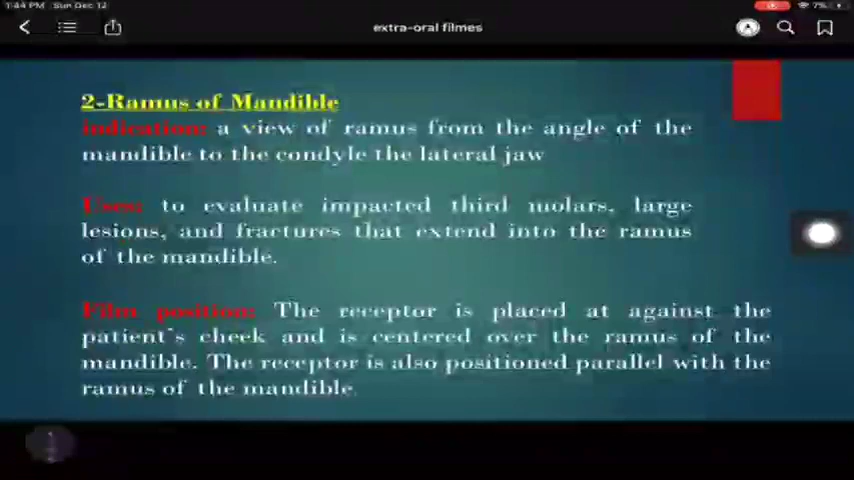 1:44 PM Sun Dec 12
7%
extra-oral filmes
2-Ramus of Mandible
indication: a view of ramus from the angle of the
mandible to the condyle the lateral jaw
Uses: to evaluate impacted third molars, large
lesions, and fractures that extend into the ramus
of the mandible.
Film position: The receptor is placed at against the
patient's cheek and is centered over the ramus of the
mandible. The receptor is also positioned parallel with the
ramus of the mandible.